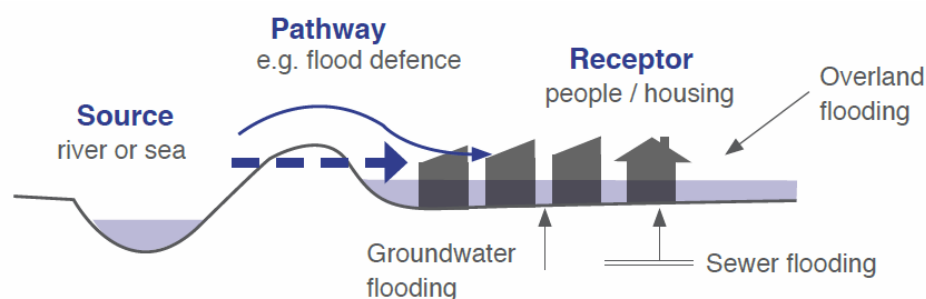 Pathway
e.g. flood defence
Receptor
people / housing
Overland
flooding
Source
river or sea
Groundwater
flooding
Sewer flooding